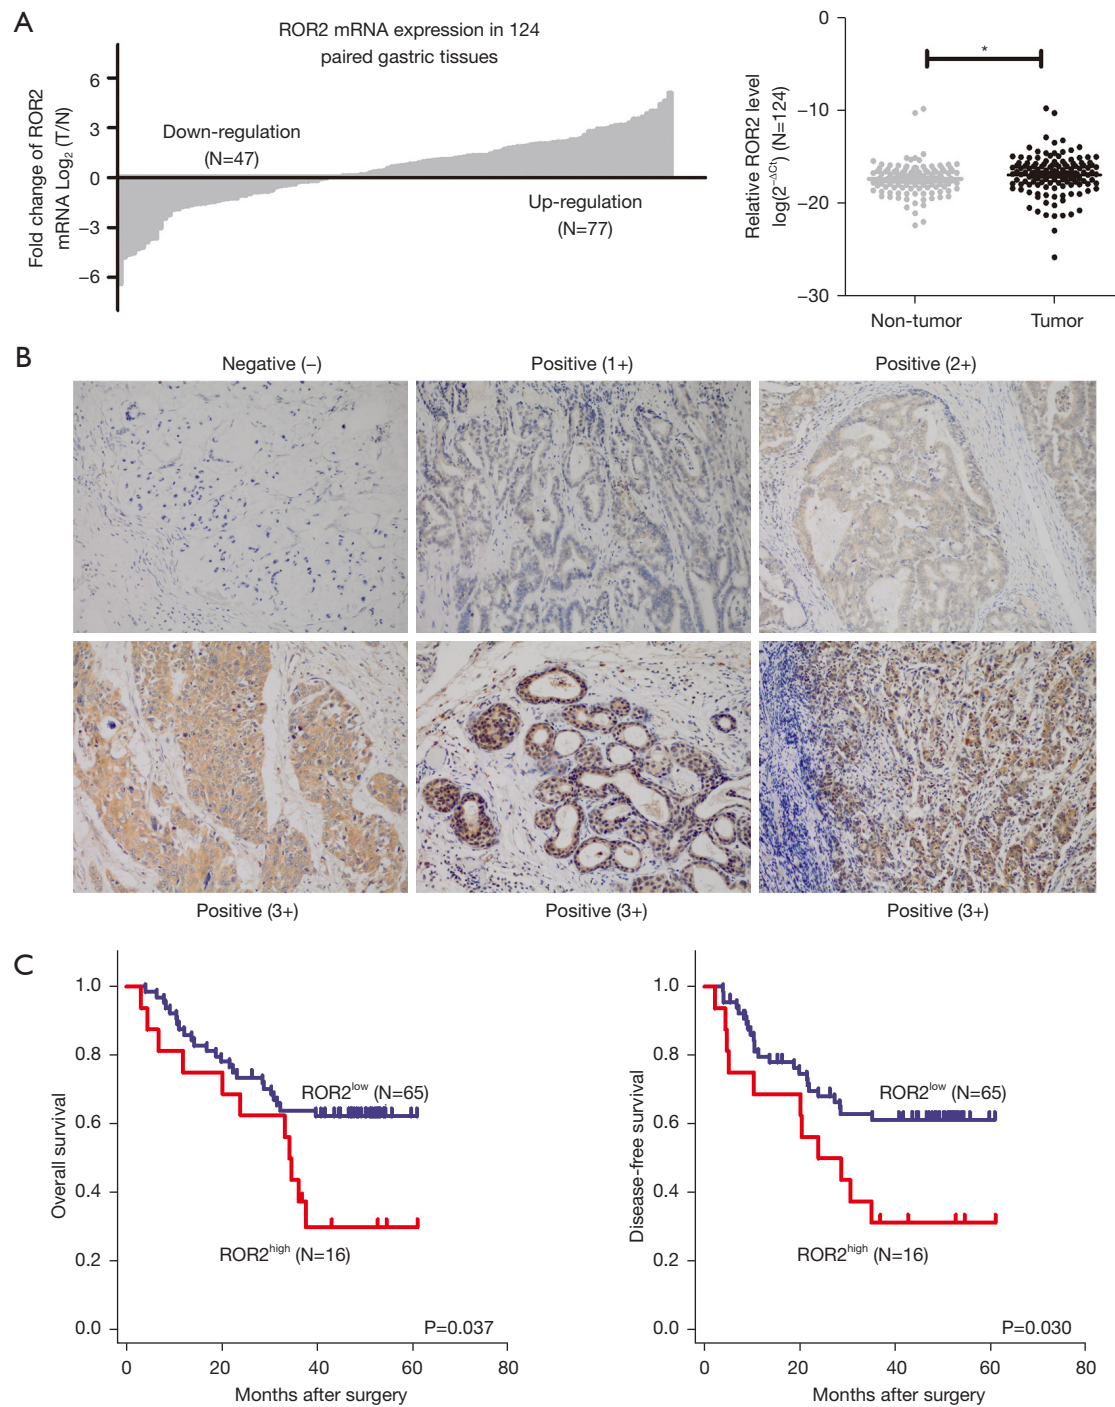 A
ROR2 mRNA expression in 124
paired gastric tissues
Fold change of ROR2
mRNA Log₂ (T/N)
6
3
0
−3
−6
Down-regulation
(N=47)
Up-regulation
(N=77)
Relative ROR2 level
log(2⁻ΔCt) (N=124)
0
−10
−20
−30
*
Non-tumor
Tumor
B
Negative (−)
Positive (1+)
Positive (2+)
Positive (3+)
Positive (3+)
Positive (3+)
C
Overall survival
1.0
0.8
0.6
0.4
0.2
0.0
ROR2low (N=65)
ROR2high (N=16)
P=0.037
0 20 40 60 80
Months after surgery
Disease-free survival
1.0
0.8
0.6
0.4
0.2
0.0
ROR2low (N=65)
ROR2high (N=16)
P=0.030
0 20 40 60 80
Months after surgery